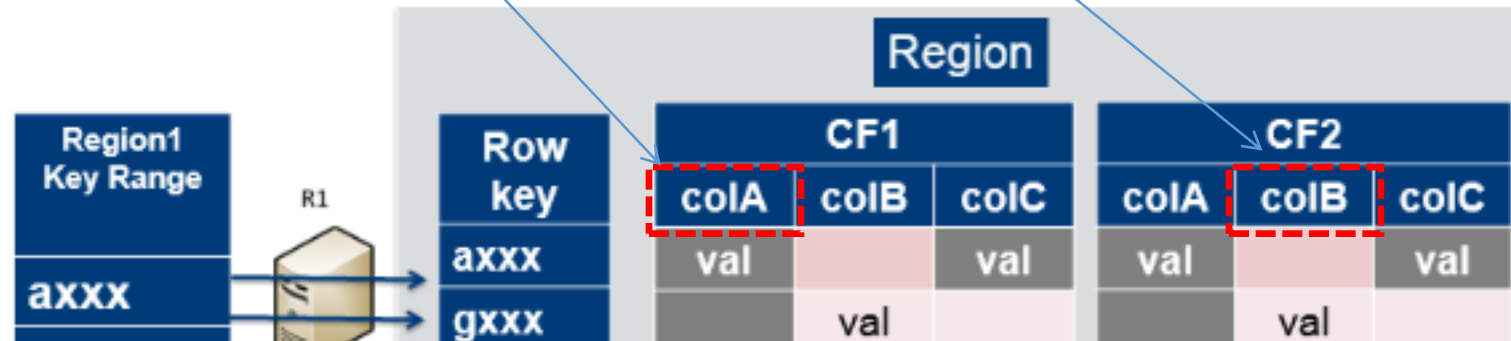 Region
Region1
Key Range
axxx
R1
Row
key
CF1
CF2
colA colB colC colA colB colC
axxx val val val val
gxxx val val